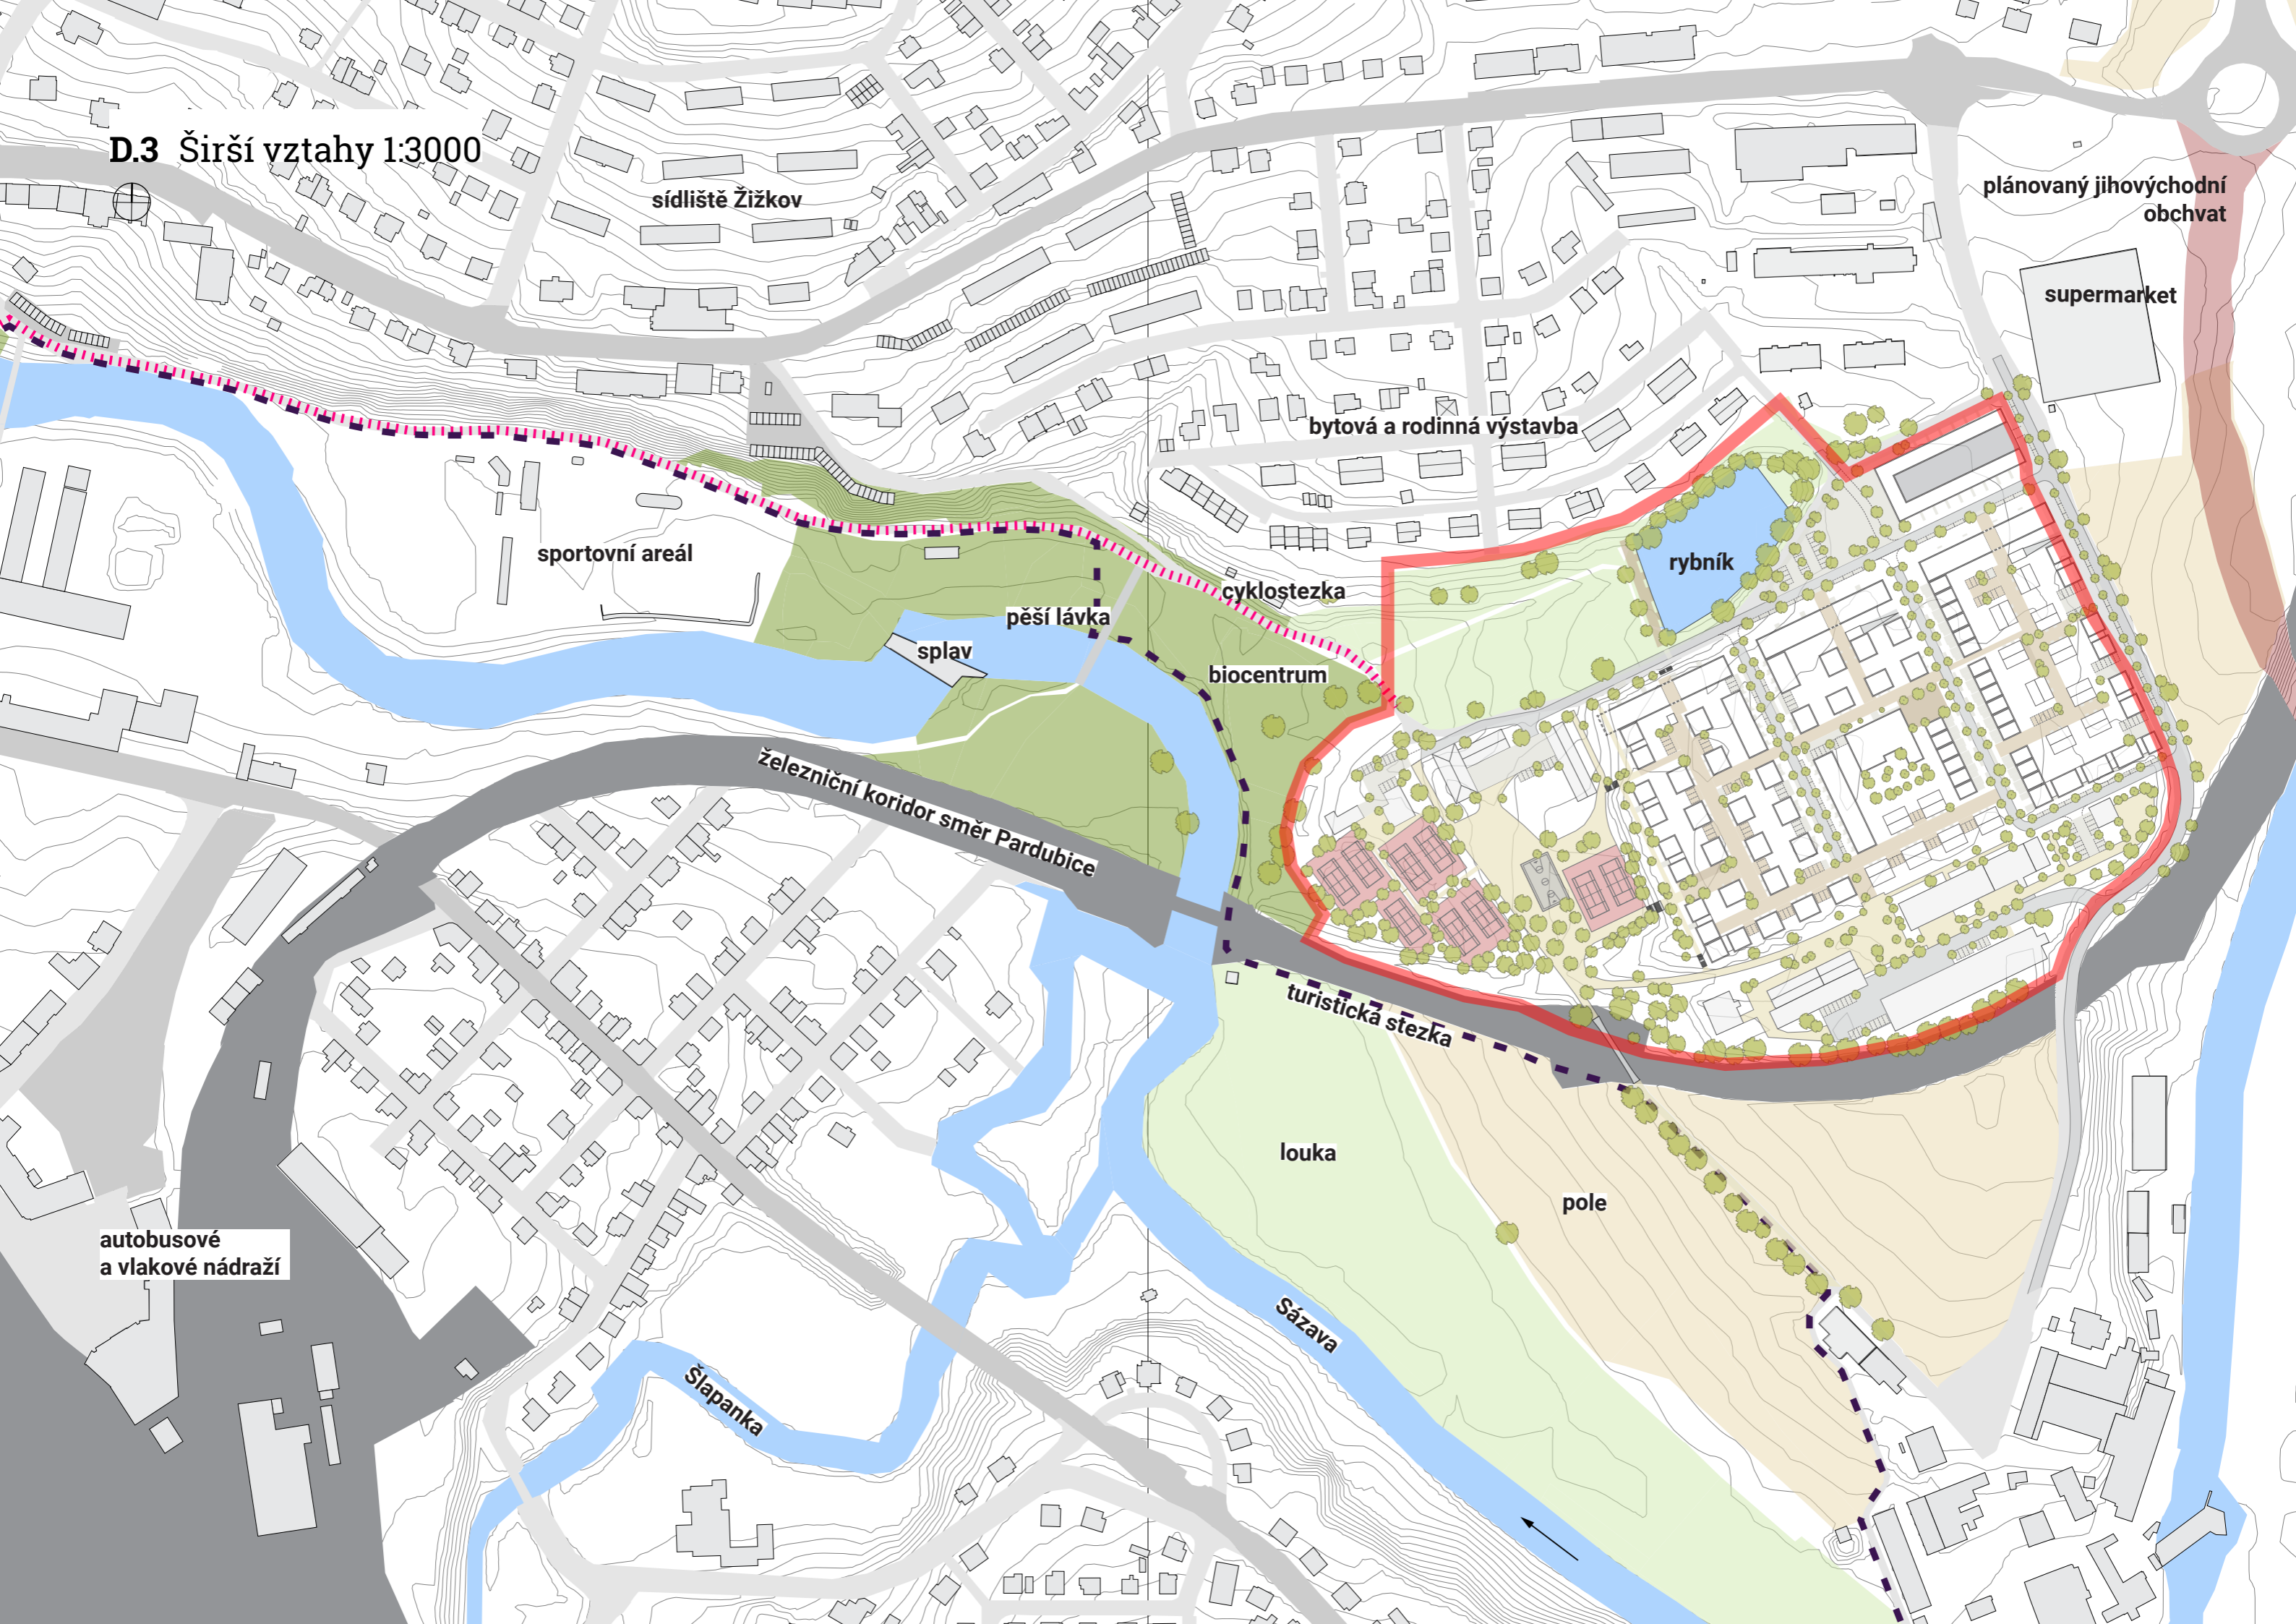 D.3 Širší vztahy 1:3000
sídliště Žižkov
plánovaný jihovýchodní
obchvat
supermarket
bytová a rodinná výstavba
sportovní areál
rybník
cyklostezka
pěší lávka
splav
biocentrum
železniční koridor směr Pardubice
turistická stezka
louka
pole
autobusové
a vlakové nádraží
Sázava
Šlapanka